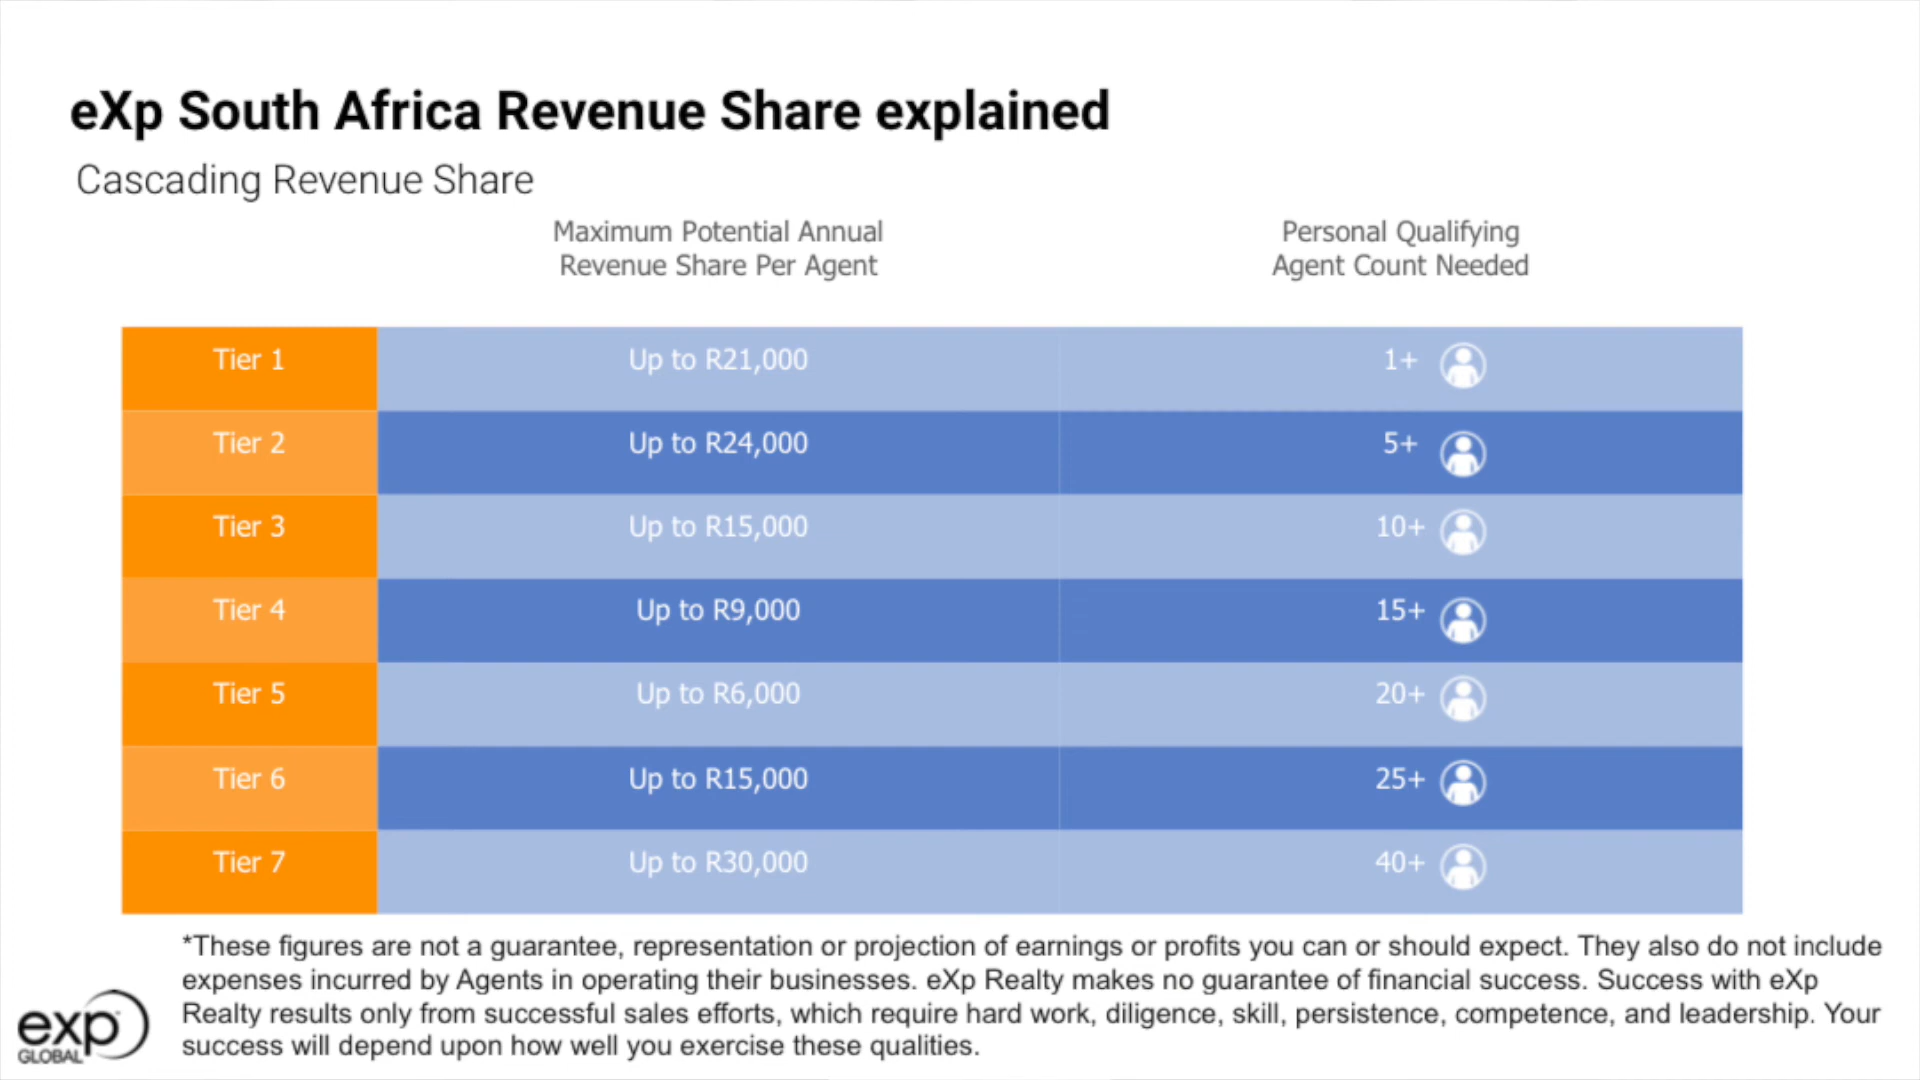 eXp South Africa Revenue Share explained
Cascading Revenue Share
Maximum Potential Annual
Revenue Share Per Agent
Personal Qualifying
Agent Count Needed
Tier 1 Up to R21,000 1+
Tier 2 Up to R24,000 5+
Tier 3 Up to R15,000 10+
Tier 4 Up to R9,000 15+
Tier 5 Up to R6,000 20+
Tier 6 Up to R15,000 25+
Tier 7 Up to R30,000 40+
*These figures are not a guarantee, representation or projection of earnings or profits you can or should expect. They also do not include
expenses incurred by Agents in operating their businesses. eXp Realty makes no guarantee of financial success. Success with eXp
Realty results only from successful sales efforts, which require hard work, diligence, skill, persistence, competence, and leadership. Your
success will depend upon how well you exercise these qualities.
exp
GLOBAL